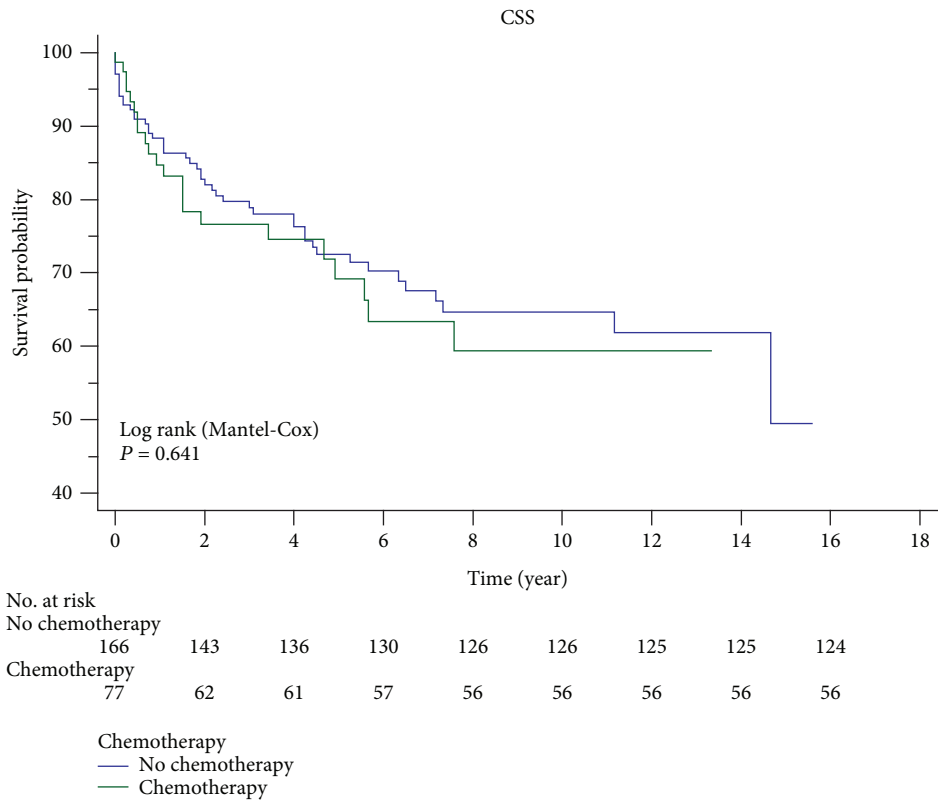 CSS
100
90
80
70
60
50
40
Survival probability
Log rank (Mantel-Cox)
P = 0.641
0 2 4 6 8 10 12 14 16 18
Time (year)
No. at risk
No chemotherapy
166 143 136 130 126 126 125 125 124
Chemotherapy
77 62 61 57 56 56 56 56 56
Chemotherapy
No chemotherapy
Chemotherapy